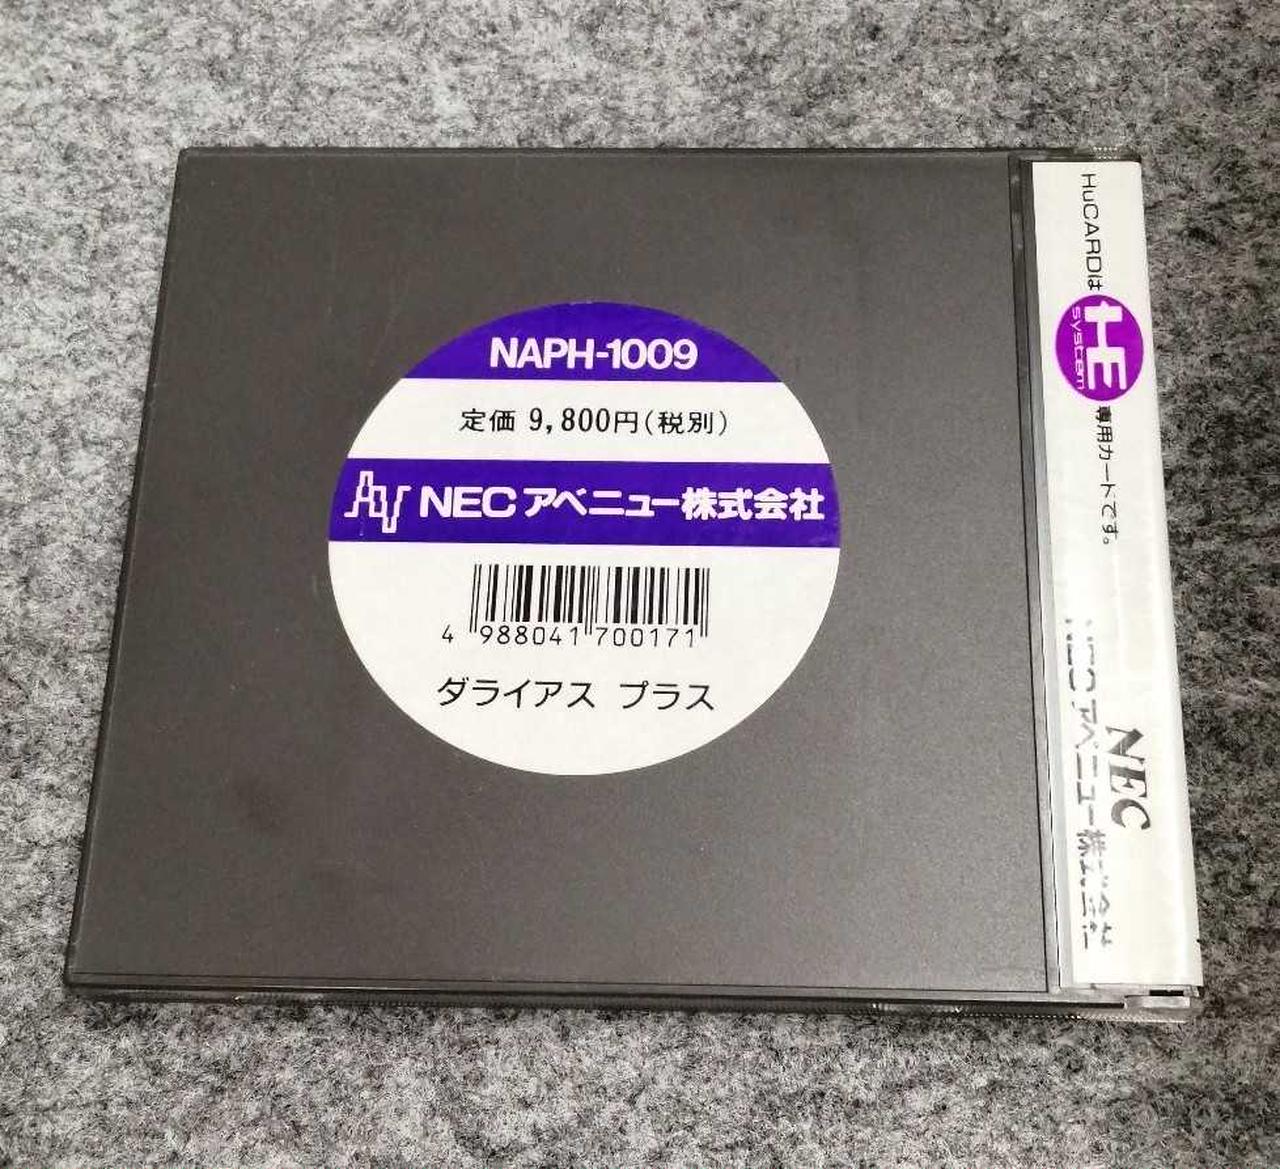 NAPH-1009
定価 9,800円(税別)
NECアベニュー株式会社
4 988041 700171
ダライアス プラス
HuCARDは HE system 専用カードです。
NEC
NECアベニュー株式会社